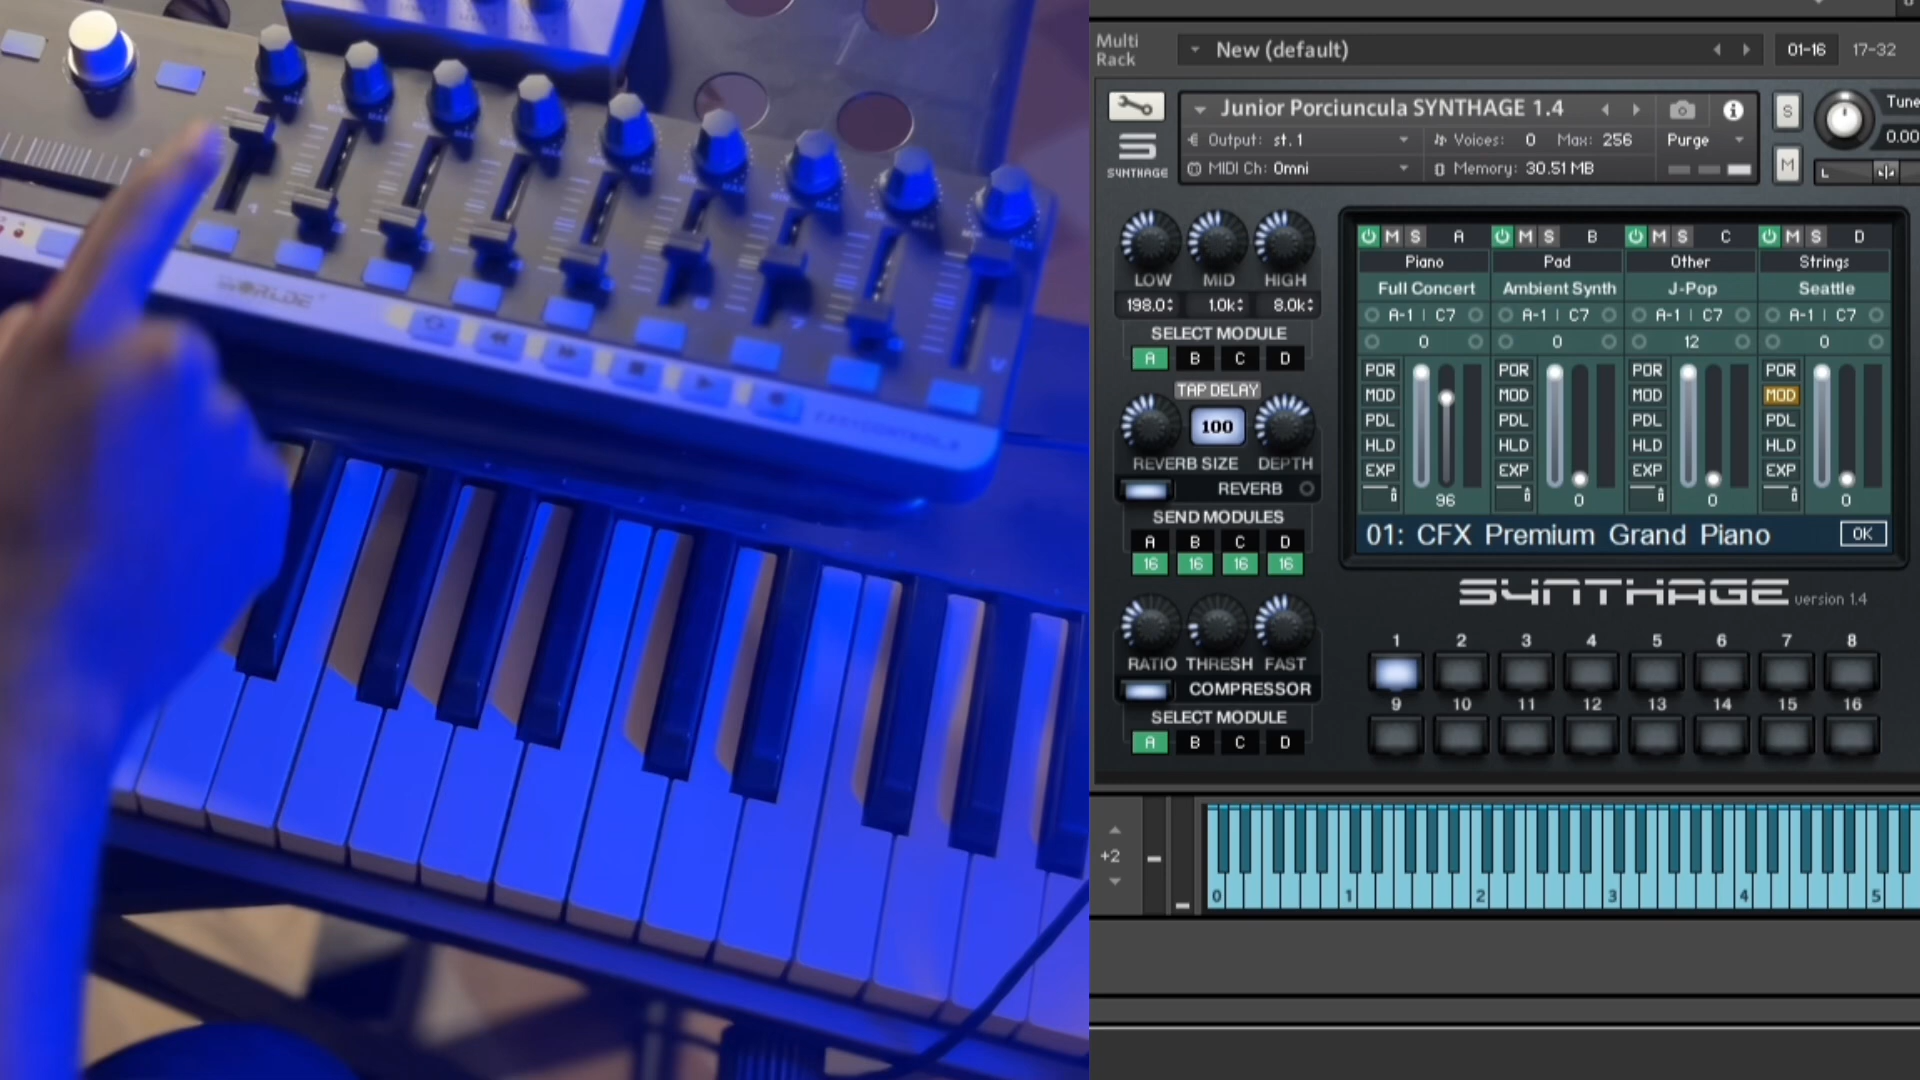 Multi
Rack
New (default)
01-16
17-32
Junior Porciuncula SYNTHAGE 1.4
S
Tune
Output: st. 1
Voices: 0
Max: 256
Purge
0.00
SYNTHAGE
MIDI Ch: Omni
Memory: 30.51 MB
M
L
LOW
MID
HIGH
198.0
1.0k
8.0k
SELECT MODULE
A
B
C
D
TAP DELAY
100
REVERB SIZE
DEPTH
REVERB
SEND MODULES
A
B
C
D
16
16
16
16
RATIO
THRESH
FAST
COMPRESSOR
SELECT MODULE
A
B
C
D
M S A
M S B
M S C
M S D
Piano
Pad
Other
Strings
Full Concert
Ambient Synth
J-Pop
Seattle
A-1 | C7
A-1 | C7
A-1 | C7
A-1 | C7
0
0
12
0
POR
POR
POR
POR
MOD
MOD
MOD
MOD
PDL
PDL
PDL
PDL
HLD
HLD
HLD
HLD
EXP
EXP
EXP
EXP
96
0
0
0
01: CFX Premium Grand Piano
OK
SYNTHAGE version 1.4
1 2 3 4 5 6 7 8
9 10 11 12 13 14 15 16
+2
0 1 2 3 4 5
WORLDE